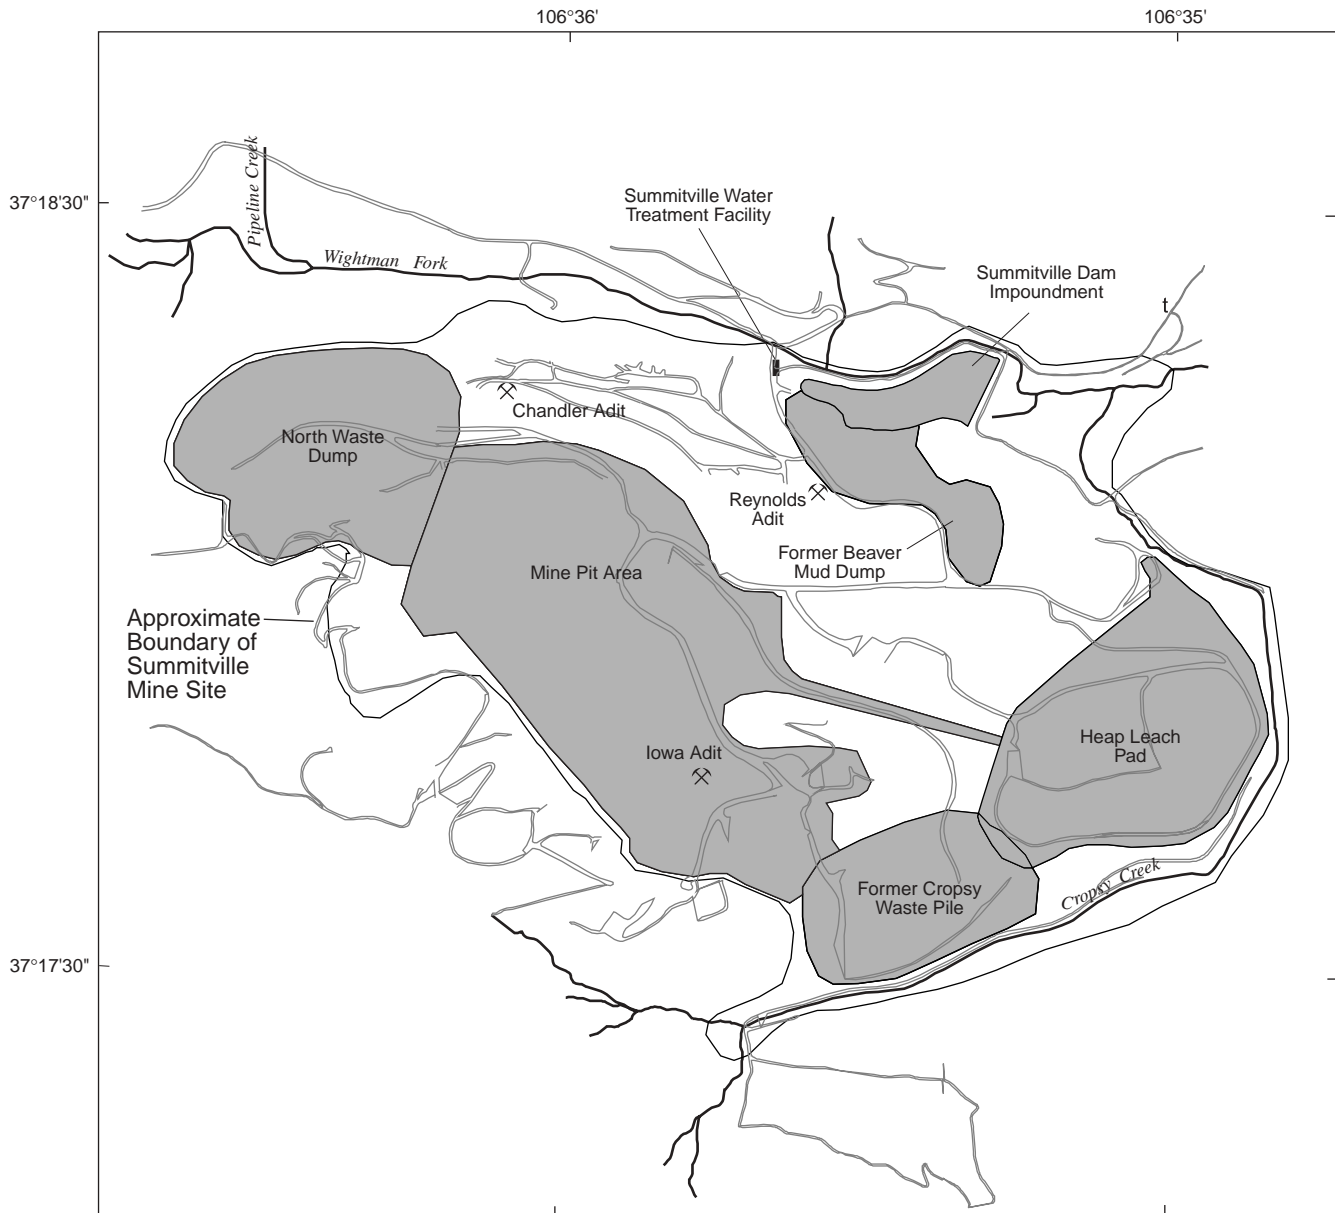 106°36'
106°35'
37°18'30"
Pipeline Creek
Wightman Fork
Summitville Water
Treatment Facility
Summitville Dam
Impoundment
t
Chandler Adit
North Waste
Dump
Reynolds
Adit
Former Beaver
Mud Dump
Mine Pit Area
Approximate
Boundary of
Summitville
Mine Site
Iowa Adit
Heap Leach
Pad
Former Cropsy
Waste Pile
Cropsy Creek
37°17'30"